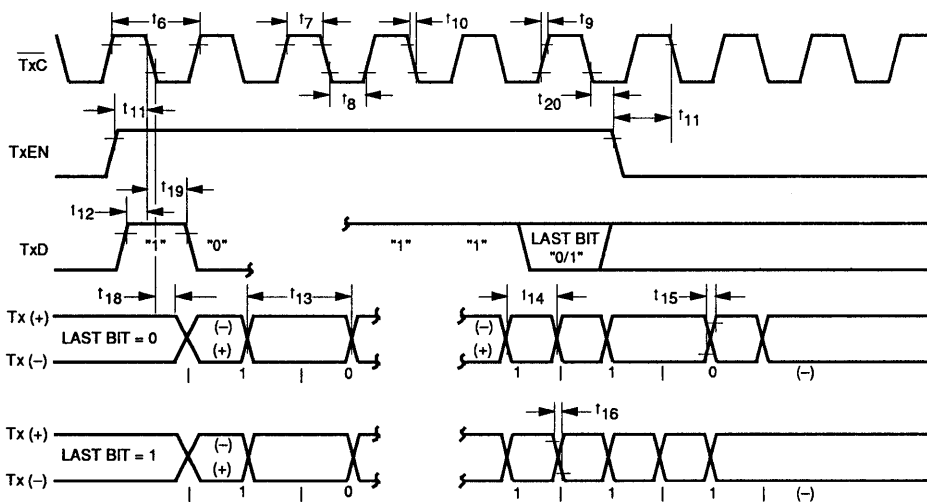 t6 t7 t10 t9
TxC
t11 t8 t20 t11
TxEN
t12 t19
TxD "1" "0" "1" "1" LAST BIT "0/1"
t18 t13 t14 t15
Tx (+)
LAST BIT = 0 (–) (+) (–) (+)
Tx (–)
| 1 | 0 1 | 1 | 0 (–)
t16
Tx (+)
LAST BIT = 1 (–) (+)
Tx (–)
| 1 | 0 1 | 1 | 1 | (–)